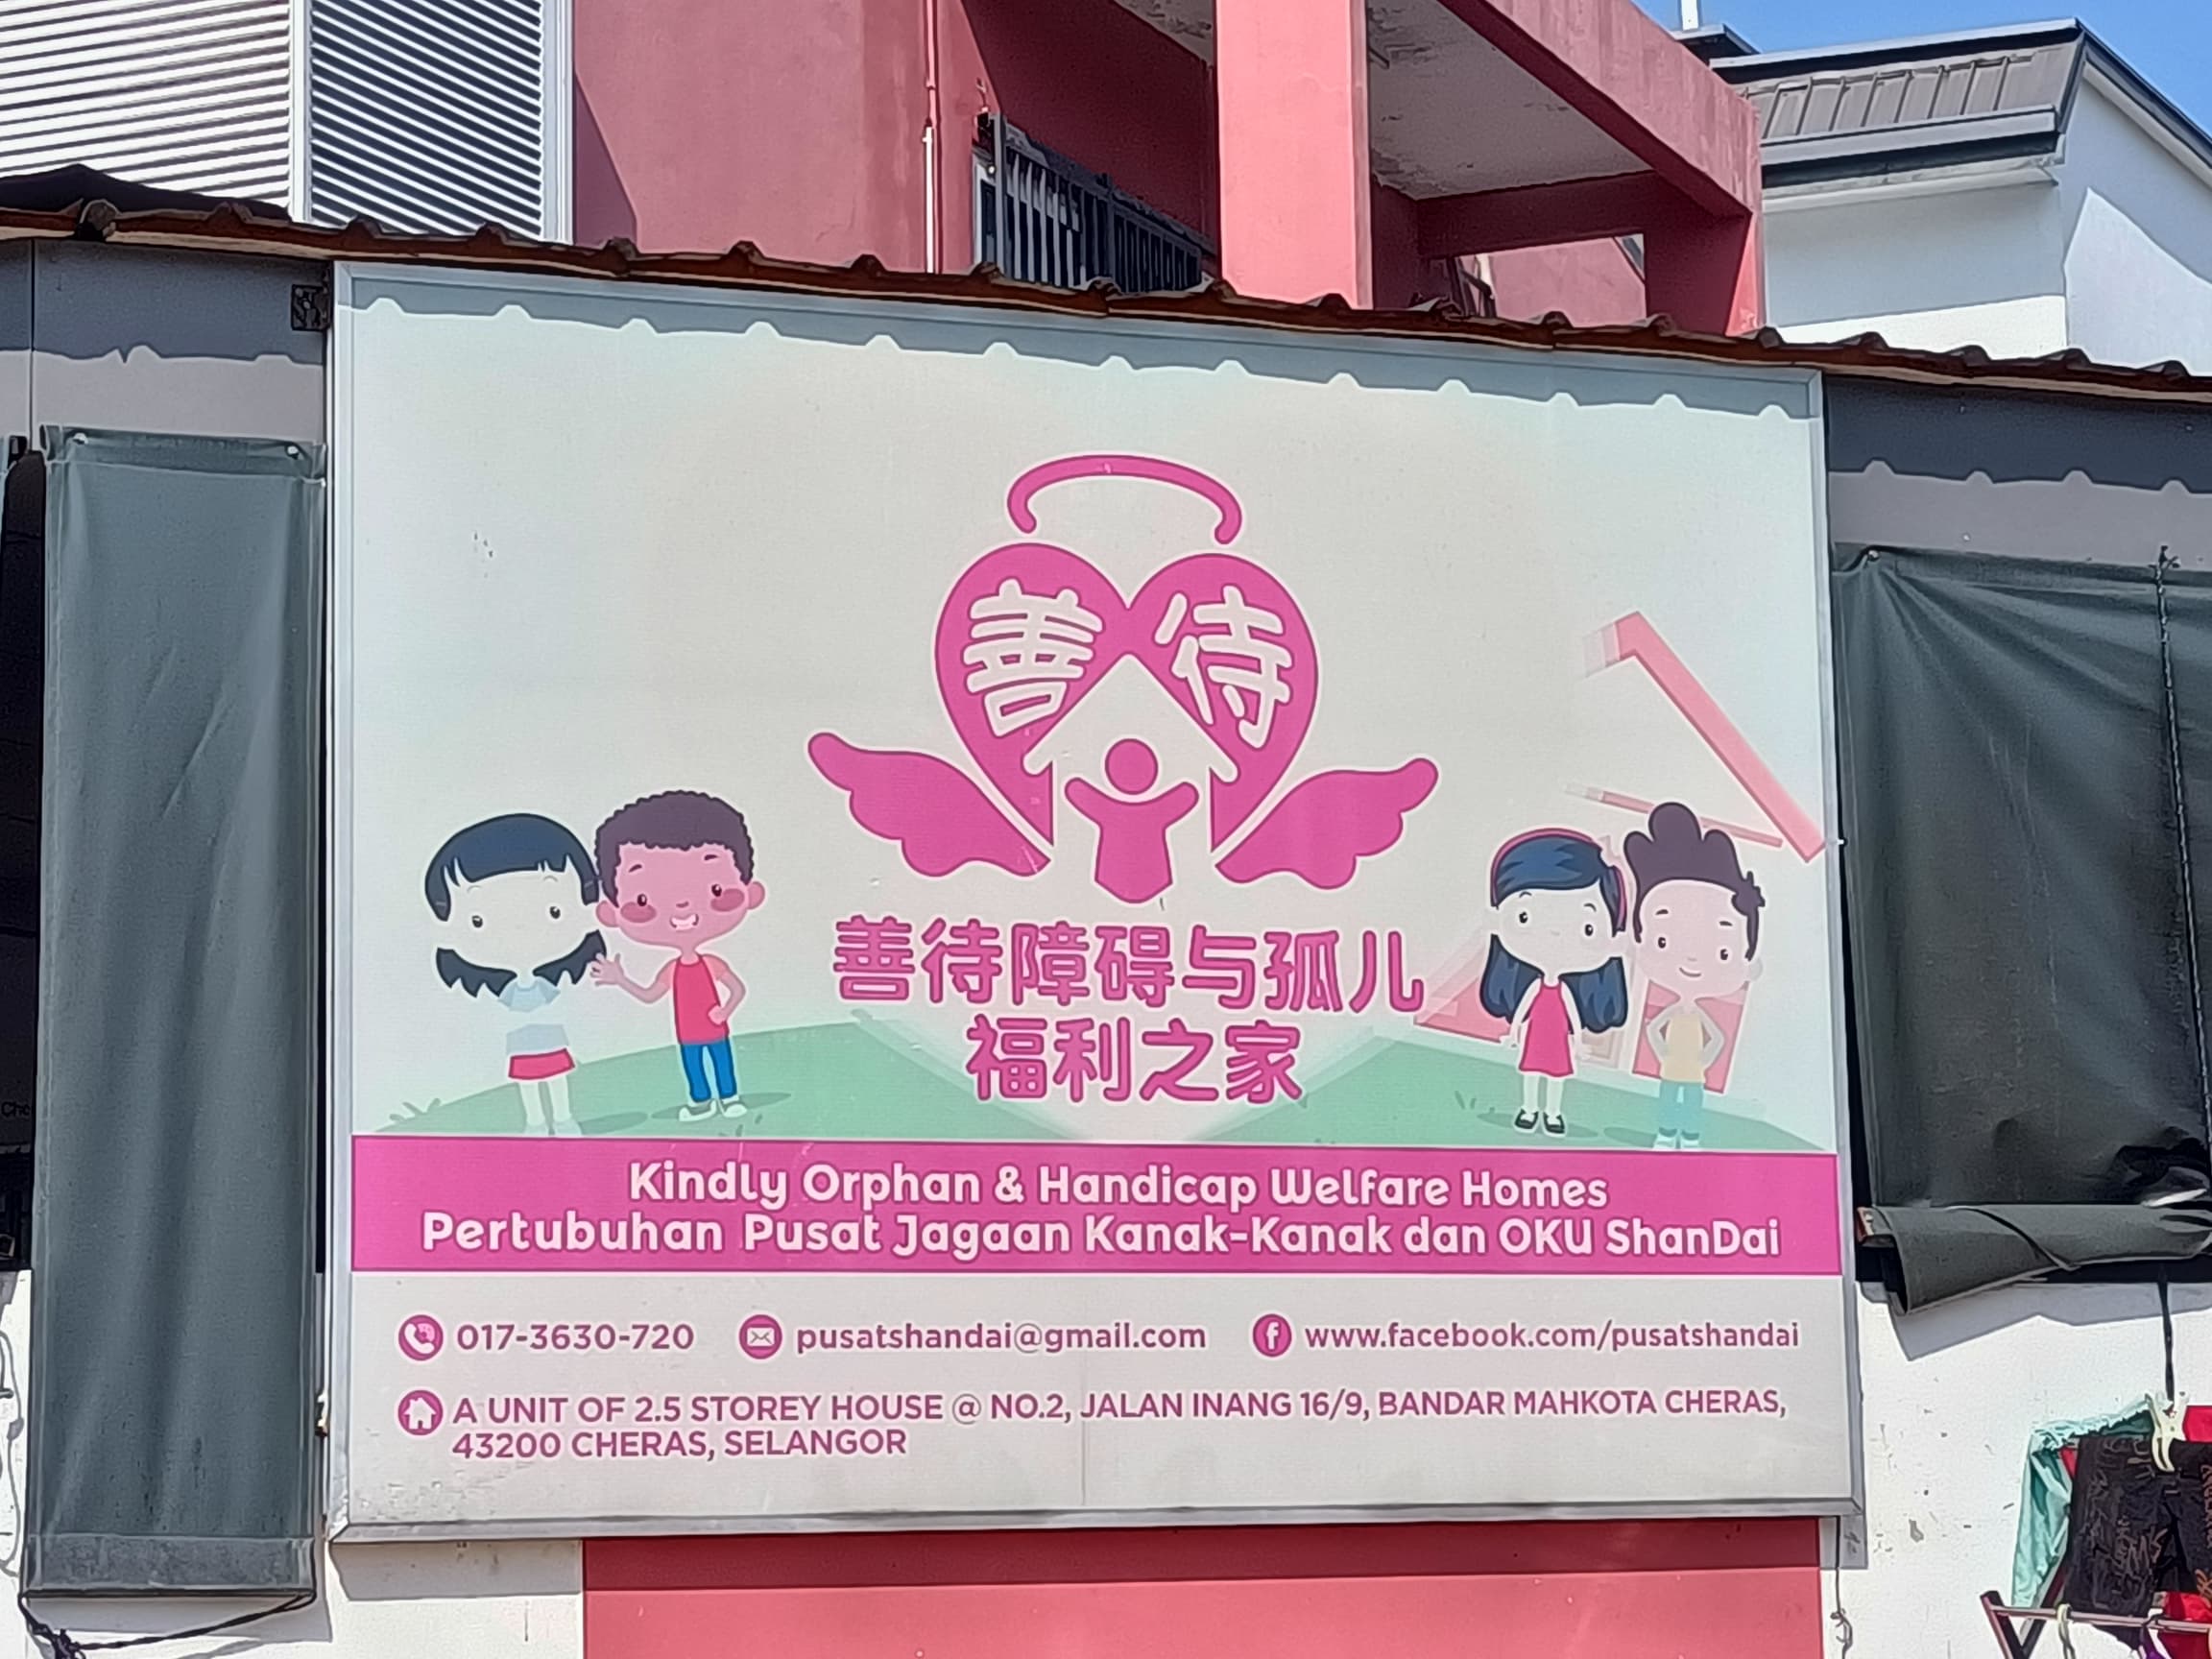 善待
善待障碍与孤儿
福利之家
Kindly Orphan & Handicap Welfare Homes
Pertubuhan Pusat Jagaan Kanak-Kanak dan OKU ShanDai
017-3630-720 pusatshandai@gmail.com www.facebook.com/pusatshandai
A UNIT OF 2.5 STOREY HOUSE @ NO.2, JALAN INANG 16/9, BANDAR MAHKOTA CHERAS,
43200 CHERAS, SELANGOR